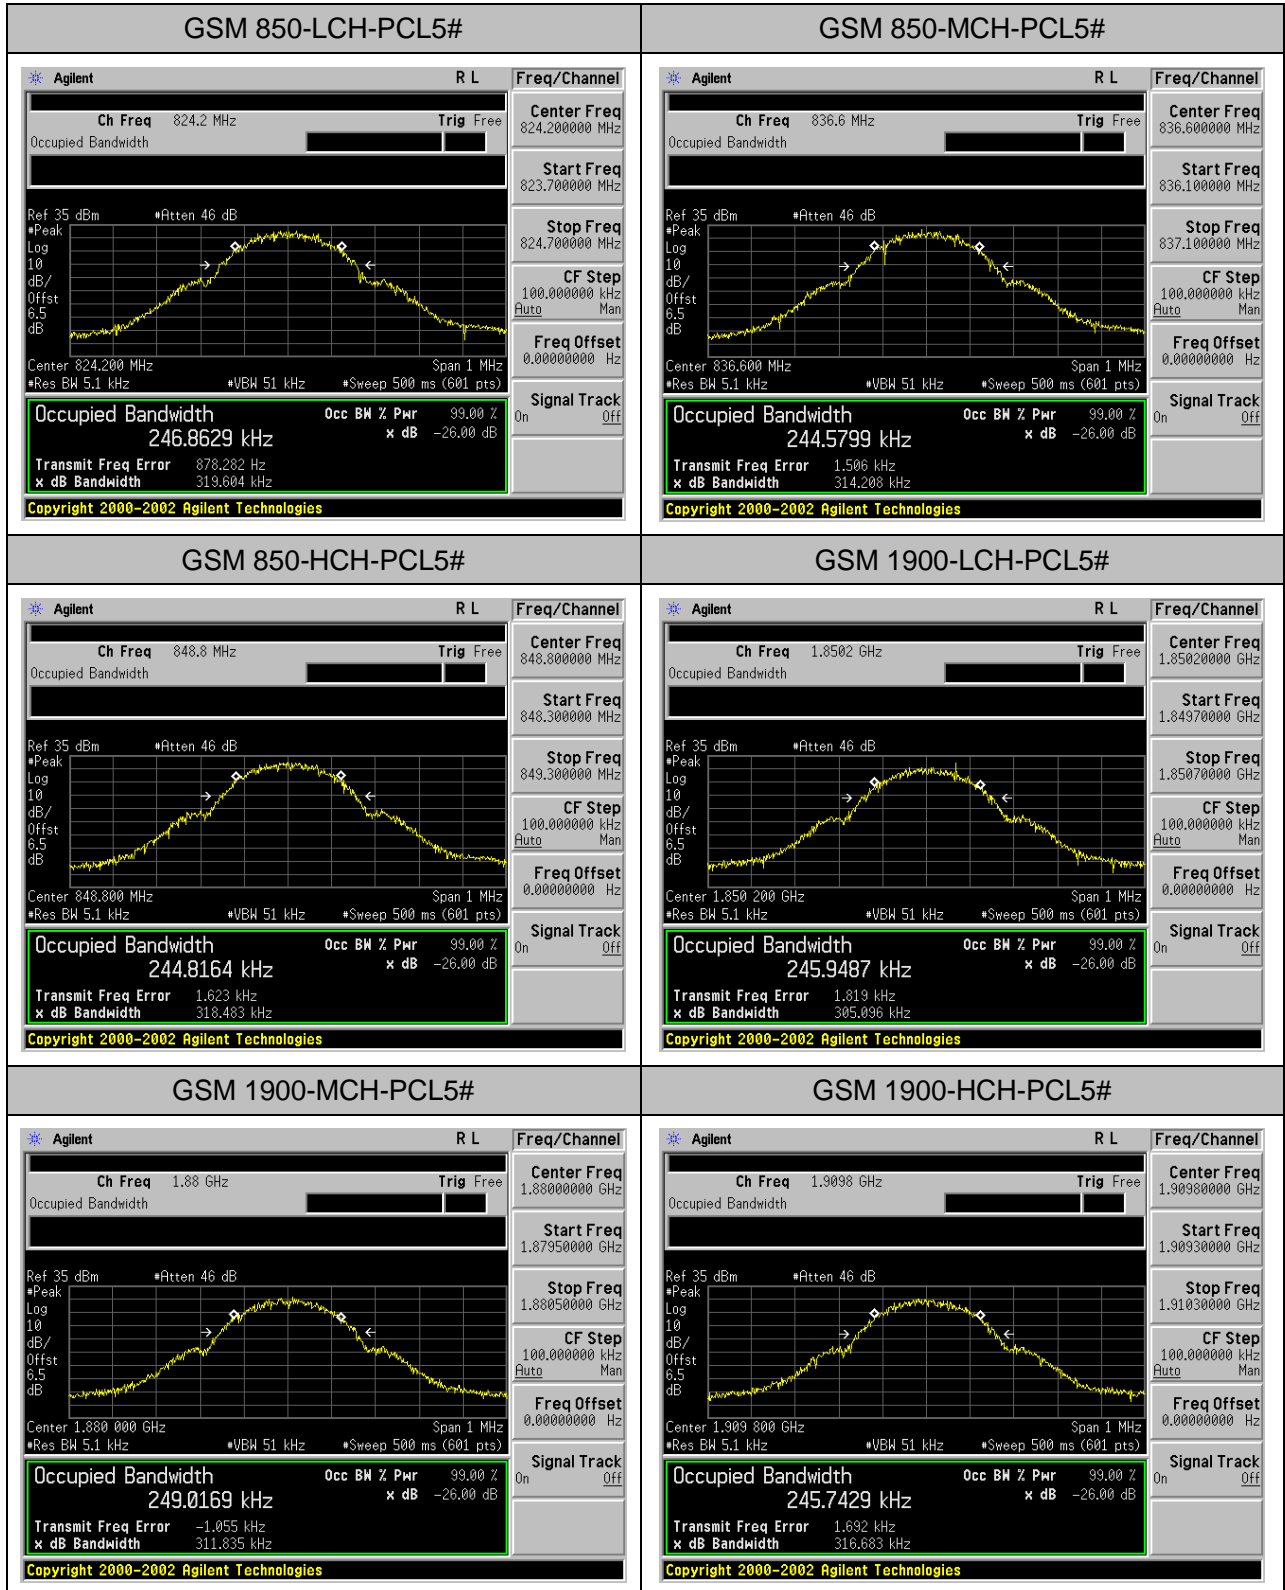 GSM 850-LCH-PCL5#
Agilent R L Freq/Channel
Ch Freq 824.2 MHz Trig Free
Occupied Bandwidth
Center Freq
824.200000 MHz
Start Freq
823.700000 MHz
Stop Freq
824.700000 MHz
CF Step
100.000000 kHz
Auto Man
Freq Offset
0.00000000 Hz
Signal Track
On Off
Ref 35 dBm #Atten 46 dB
#Peak
Log
10
dB/
Offst
6.5
dB
Center 824.200 MHz Span 1 MHz
#Res BW 5.1 kHz #VBW 51 kHz #Sweep 500 ms (601 pts)
Occupied Bandwidth Occ BW % Pwr 99.00 %
246.8629 kHz x dB -26.00 dB
Transmit Freq Error 878.282 Hz
x dB Bandwidth 319.604 kHz
Copyright 2000-2002 Agilent Technologies
GSM 850-MCH-PCL5#
Agilent R L Freq/Channel
Ch Freq 836.6 MHz Trig Free
Occupied Bandwidth
Center Freq
836.600000 MHz
Start Freq
836.100000 MHz
Stop Freq
837.100000 MHz
CF Step
100.000000 kHz
Auto Man
Freq Offset
0.00000000 Hz
Signal Track
On Off
Ref 35 dBm #Atten 46 dB
#Peak
Log
10
dB/
Offst
6.5
dB
Center 836.600 MHz Span 1 MHz
#Res BW 5.1 kHz #VBW 51 kHz #Sweep 500 ms (601 pts)
Occupied Bandwidth Occ BW % Pwr 99.00 %
244.5799 kHz x dB -26.00 dB
Transmit Freq Error 1.506 kHz
x dB Bandwidth 314.208 kHz
Copyright 2000-2002 Agilent Technologies
GSM 850-HCH-PCL5#
Agilent R L Freq/Channel
Ch Freq 848.8 MHz Trig Free
Occupied Bandwidth
Center Freq
848.800000 MHz
Start Freq
848.300000 MHz
Stop Freq
849.300000 MHz
CF Step
100.000000 kHz
Auto Man
Freq Offset
0.00000000 Hz
Signal Track
On Off
Ref 35 dBm #Atten 46 dB
#Peak
Log
10
dB/
Offst
6.5
dB
Center 848.800 MHz Span 1 MHz
#Res BW 5.1 kHz #VBW 51 kHz #Sweep 500 ms (601 pts)
Occupied Bandwidth Occ BW % Pwr 99.00 %
244.8164 kHz x dB -26.00 dB
Transmit Freq Error 1.623 kHz
x dB Bandwidth 318.483 kHz
Copyright 2000-2002 Agilent Technologies
GSM 1900-LCH-PCL5#
Agilent R L Freq/Channel
Ch Freq 1.8502 GHz Trig Free
Occupied Bandwidth
Center Freq
1.85020000 GHz
Start Freq
1.84970000 GHz
Stop Freq
1.85070000 GHz
CF Step
100.000000 kHz
Auto Man
Freq Offset
0.00000000 Hz
Signal Track
On Off
Ref 35 dBm #Atten 46 dB
#Peak
Log
10
dB/
Offst
6.5
dB
Center 1.850 200 GHz Span 1 MHz
#Res BW 5.1 kHz #VBW 51 kHz #Sweep 500 ms (601 pts)
Occupied Bandwidth Occ BW % Pwr 99.00 %
245.9487 kHz x dB -26.00 dB
Transmit Freq Error 1.819 kHz
x dB Bandwidth 305.096 kHz
Copyright 2000-2002 Agilent Technologies
GSM 1900-MCH-PCL5#
Agilent R L Freq/Channel
Ch Freq 1.88 GHz Trig Free
Occupied Bandwidth
Center Freq
1.88000000 GHz
Start Freq
1.87950000 GHz
Stop Freq
1.88050000 GHz
CF Step
100.000000 kHz
Auto Man
Freq Offset
0.00000000 Hz
Signal Track
On Off
Ref 35 dBm #Atten 46 dB
#Peak
Log
10
dB/
Offst
6.5
dB
Center 1.880 000 GHz Span 1 MHz
#Res BW 5.1 kHz #VBW 51 kHz #Sweep 500 ms (601 pts)
Occupied Bandwidth Occ BW % Pwr 99.00 %
249.0169 kHz x dB -26.00 dB
Transmit Freq Error -1.055 kHz
x dB Bandwidth 311.835 kHz
Copyright 2000-2002 Agilent Technologies
GSM 1900-HCH-PCL5#
Agilent R L Freq/Channel
Ch Freq 1.9098 GHz Trig Free
Occupied Bandwidth
Center Freq
1.90980000 GHz
Start Freq
1.90930000 GHz
Stop Freq
1.91030000 GHz
CF Step
100.000000 kHz
Auto Man
Freq Offset
0.00000000 Hz
Signal Track
On Off
Ref 35 dBm #Atten 46 dB
#Peak
Log
10
dB/
Offst
6.5
dB
Center 1.909 800 GHz Span 1 MHz
#Res BW 5.1 kHz #VBW 51 kHz #Sweep 500 ms (601 pts)
Occupied Bandwidth Occ BW % Pwr 99.00 %
245.7429 kHz x dB -26.00 dB
Transmit Freq Error 1.692 kHz
x dB Bandwidth 316.683 kHz
Copyright 2000-2002 Agilent Technologies